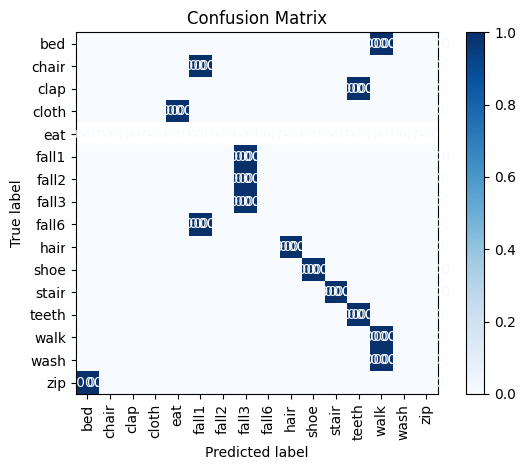 Confusion Matrix
bed
chair
clap
cloth
eat
fall1
fall2
fall3
fall6
hair
shoe
stair
teeth
walk
wash
zip
True label
bed
chair
clap
cloth
eat
fall1
fall2
fall3
fall6
hair
shoe
stair
teeth
walk
wash
zip
Predicted label
1.0
0.8
0.6
0.4
0.2
0.0